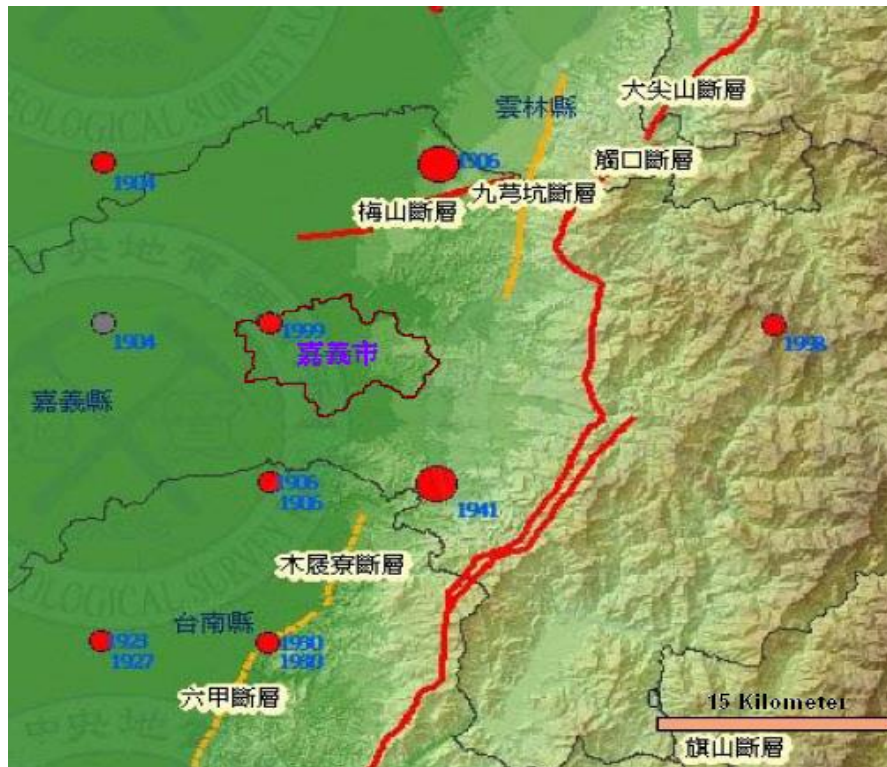 大尖山斷層
雲林縣
觸口斷層
1904
1906
九芎坑斷層
梅山斷層
1904
1999
1998
嘉義市
嘉義縣
1906
1906
1941
木屐寮斷層
台南縣
1927
1930
1930
六甲斷層
15 Kilometer
旗山斷層